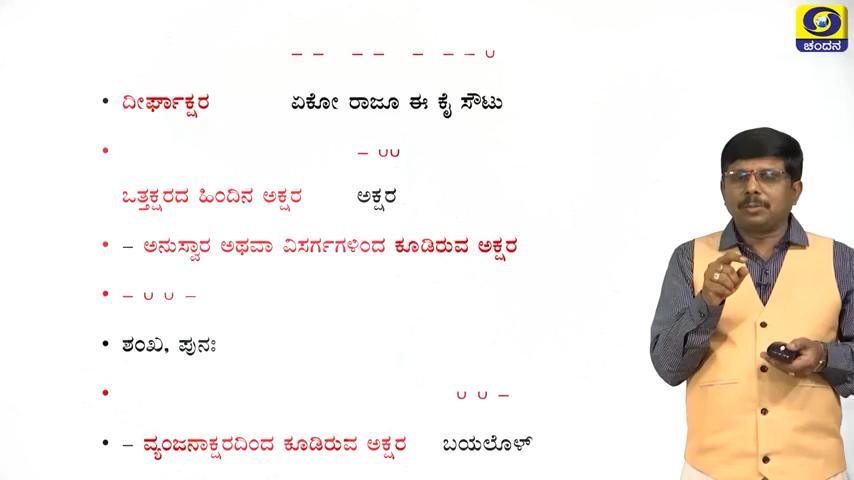 ಚಂದನ
– – – – – – – ∪
• ದೀರ್ಘಾಕ್ಷರ ಏಕೋ ರಾಜೂ ಈ ಕೈ ಸೌಟು
• – ∪∪
ಒತ್ತಕ್ಷರದ ಹಿಂದಿನ ಅಕ್ಷರ ಅಕ್ಷರ
• – ಅನುಸ್ವಾರ ಅಥವಾ ವಿಸರ್ಗಗಳಿಂದ ಕೂಡಿರುವ ಅಕ್ಷರ
• – ∪ ∪ –
• ಶಂಖ, ಪುನಃ
• ∪ ∪ –
• – ವ್ಯಂಜನಾಕ್ಷರದಿಂದ ಕೂಡಿರುವ ಅಕ್ಷರ ಬಯಲೊಳ್